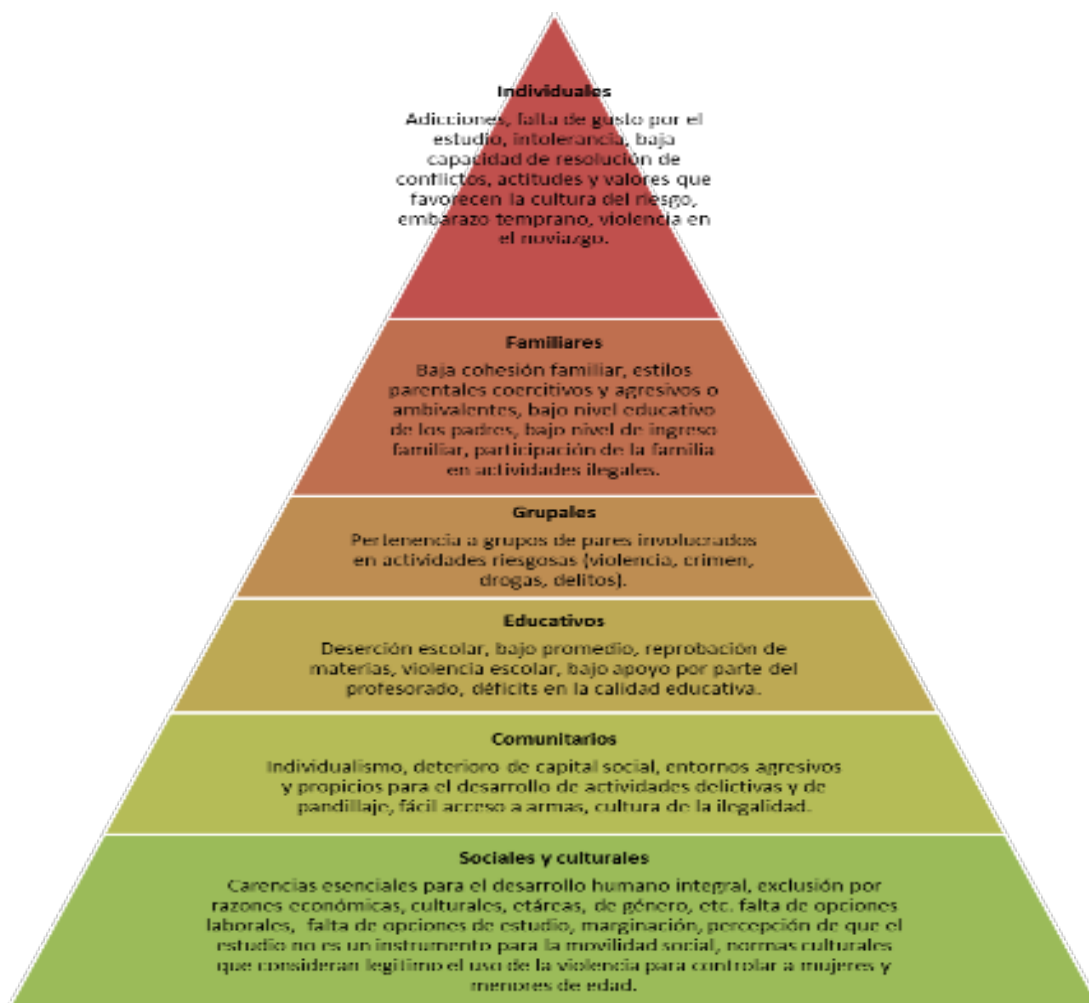 Individuales
Adicciones, falta de gusto por el
estudio, intolerancia, baja
capacidad de resolución de
conflictos, actitudes y valores que
favorecen la cultura del riesgo,
embarazo temprano, violencia en
el noviazgo.
Familiares
Baja cohesión familiar, estilos
parentales coercitivos y agresivos o
ambivalentes, bajo nivel educativo
de los padres, bajo nivel de ingreso
familiar, participación de la familia
en actividades ilegales.
Grupales
Pertenencia a grupos de pares involucrados
en actividades riesgosas (violencia, crimen,
drogas, delitos).
Educativos
Deserción escolar, bajo promedio, reprobación de
materias, violencia escolar, bajo apoyo por parte del
profesorado, déficits en la calidad educativa.
Comunitarios
Individualismo, deterioro de capital social, entornos agresivos
y propicios para el desarrollo de actividades delictivas y de
pandillaje, fácil acceso a armas, cultura de la ilegalidad.
Sociales y culturales
Carencias esenciales para el desarrollo humano integral, exclusión por
razones económicas, culturales, etáreas, de género, etc. falta de opciones
laborales, falta de opciones de estudio, marginación, percepción de que el
estudio no es un instrumento para la movilidad social, normas culturales
que consideran legítimo el uso de la violencia para controlar a mujeres y
menores de edad.